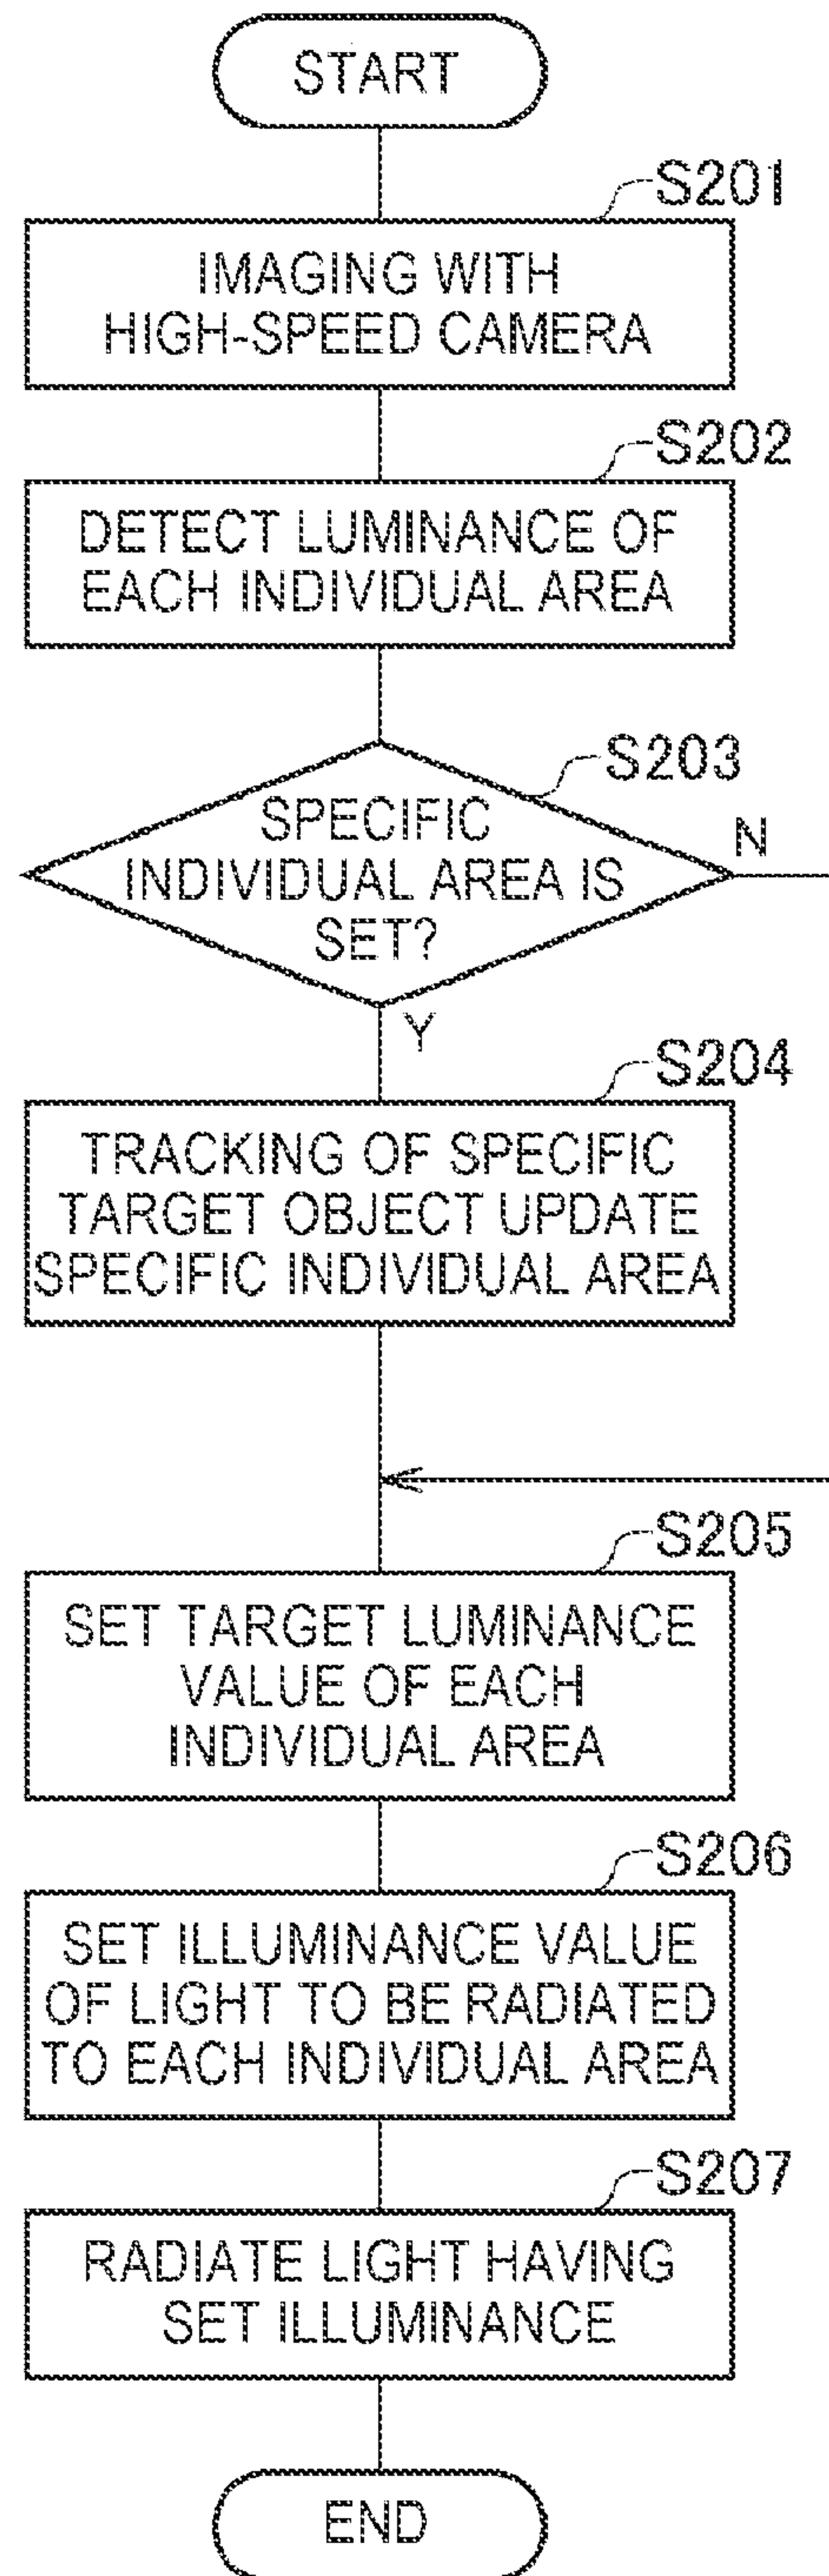 START
S201
IMAGING WITH
HIGH-SPEED CAMERA
S202
DETECT LUMINANCE OF
EACH INDIVIDUAL AREA
S203
SPECIFIC
INDIVIDUAL AREA IS
SET?
N
Y
S204
TRACKING OF SPECIFIC
TARGET OBJECT UPDATE
SPECIFIC INDIVIDUAL AREA
S205
SET TARGET LUMINANCE
VALUE OF EACH
INDIVIDUAL AREA
S206
SET ILLUMINANCE VALUE
OF LIGHT TO BE RADIATED
TO EACH INDIVIDUAL AREA
S207
RADIATE LIGHT HAVING
SET ILLUMINANCE
END